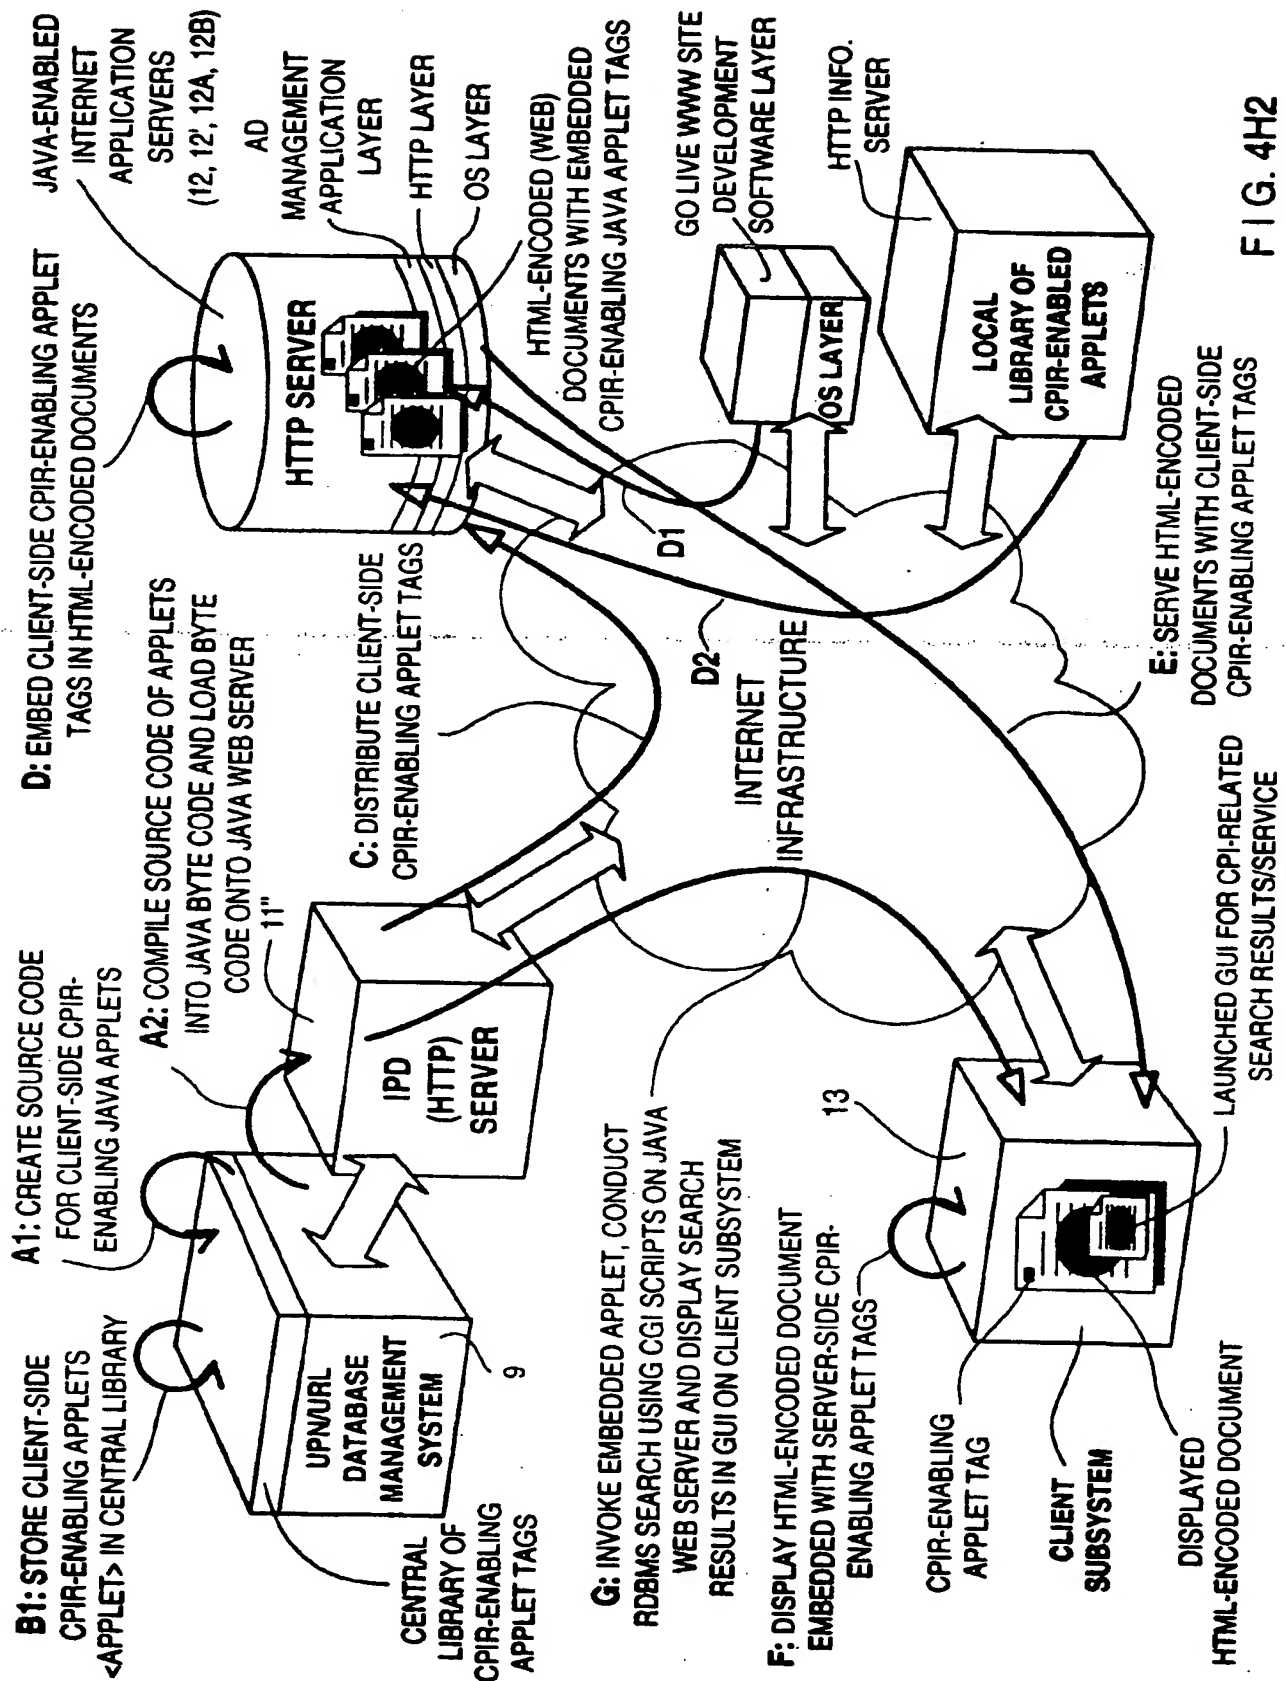 B1: STORE CLIENT-SIDE
CPIR-ENABLING APPLETS
<APPLET> IN CENTRAL LIBRARY
A1: CREATE SOURCE CODE
FOR CLIENT-SIDE CPIR-
ENABLING JAVA APPLETS
A2: COMPILE SOURCE CODE OF APPLETS
INTO JAVA BYTE CODE AND LOAD BYTE
CODE ONTO JAVA WEB SERVER
D: EMBED CLIENT-SIDE CPIR-ENABLING APPLET
TAGS IN HTML-ENCODED DOCUMENTS
JAVA-ENABLED
INTERNET
APPLICATION
SERVERS
(12, 12', 12A, 12B)
AD
MANAGEMENT
APPLICATION
LAYER
HTTP LAYER
OS LAYER
HTML-ENCODED (WEB)
DOCUMENTS WITH EMBEDDED
CPIR-ENABLING JAVA APPLET TAGS
HTTP SERVER
UPN/URL
DATABASE
MANAGEMENT
SYSTEM
9
CENTRAL
LIBRARY OF
CPIR-ENABLING
APPLET TAGS
11"
IPD
(HTTP)
SERVER
C: DISTRIBUTE CLIENT-SIDE
CPIR-ENABLING APPLET TAGS
D1
D2
INTERNET
INFRASTRUCTURE
GO LIVE WWW SITE
DEVELOPMENT
SOFTWARE LAYER
OS LAYER
HTTP INFO.
SERVER
LOCAL
LIBRARY OF
CPIR-ENABLED
APPLETS
G: INVOKE EMBEDDED APPLET, CONDUCT
RDBMS SEARCH USING CGI SCRIPTS ON JAVA
WEB SERVER AND DISPLAY SEARCH
RESULTS IN GUI ON CLIENT SUBSYSTEM
F: DISPLAY HTML-ENCODED DOCUMENT
EMBEDDED WITH SERVER-SIDE CPIR-
ENABLING APPLET TAGS
13
CPIR-ENABLING
APPLET TAG
CLIENT
SUBSYSTEM
DISPLAYED
HTML-ENCODED DOCUMENT
LAUNCHED GUI FOR CPI-RELATED
SEARCH RESULTS/SERVICE
E: SERVE HTML-ENCODED
DOCUMENTS WITH CLIENT-SIDE
CPIR-ENABLING APPLET TAGS
FIG. 4H2